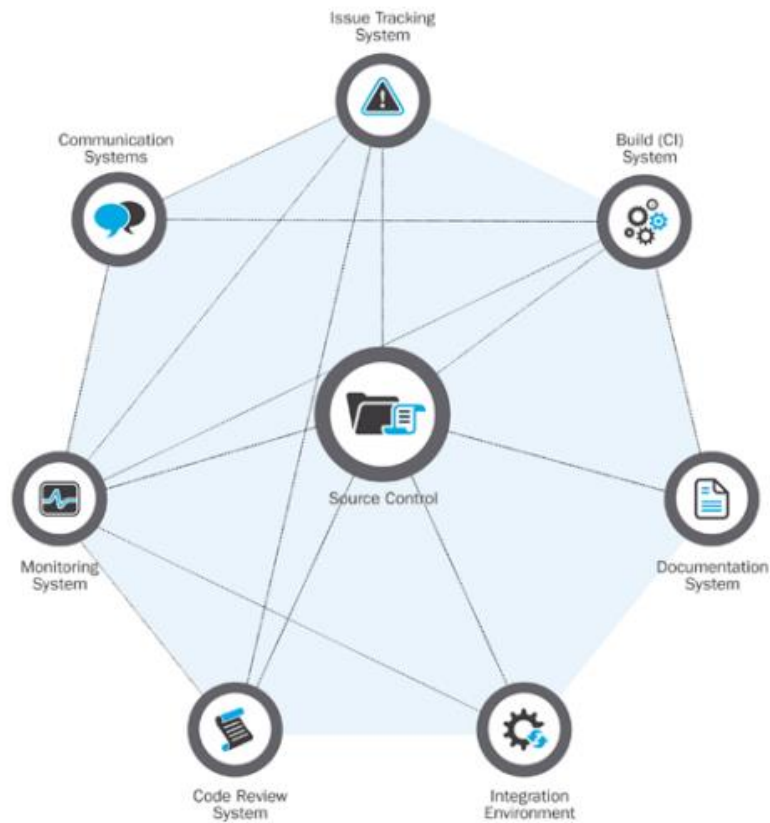 Issue Tracking
System
Communication
Systems
Build (CI)
System
Source Control
Monitoring
System
Documentation
System
Code Review
System
Integration
Environment